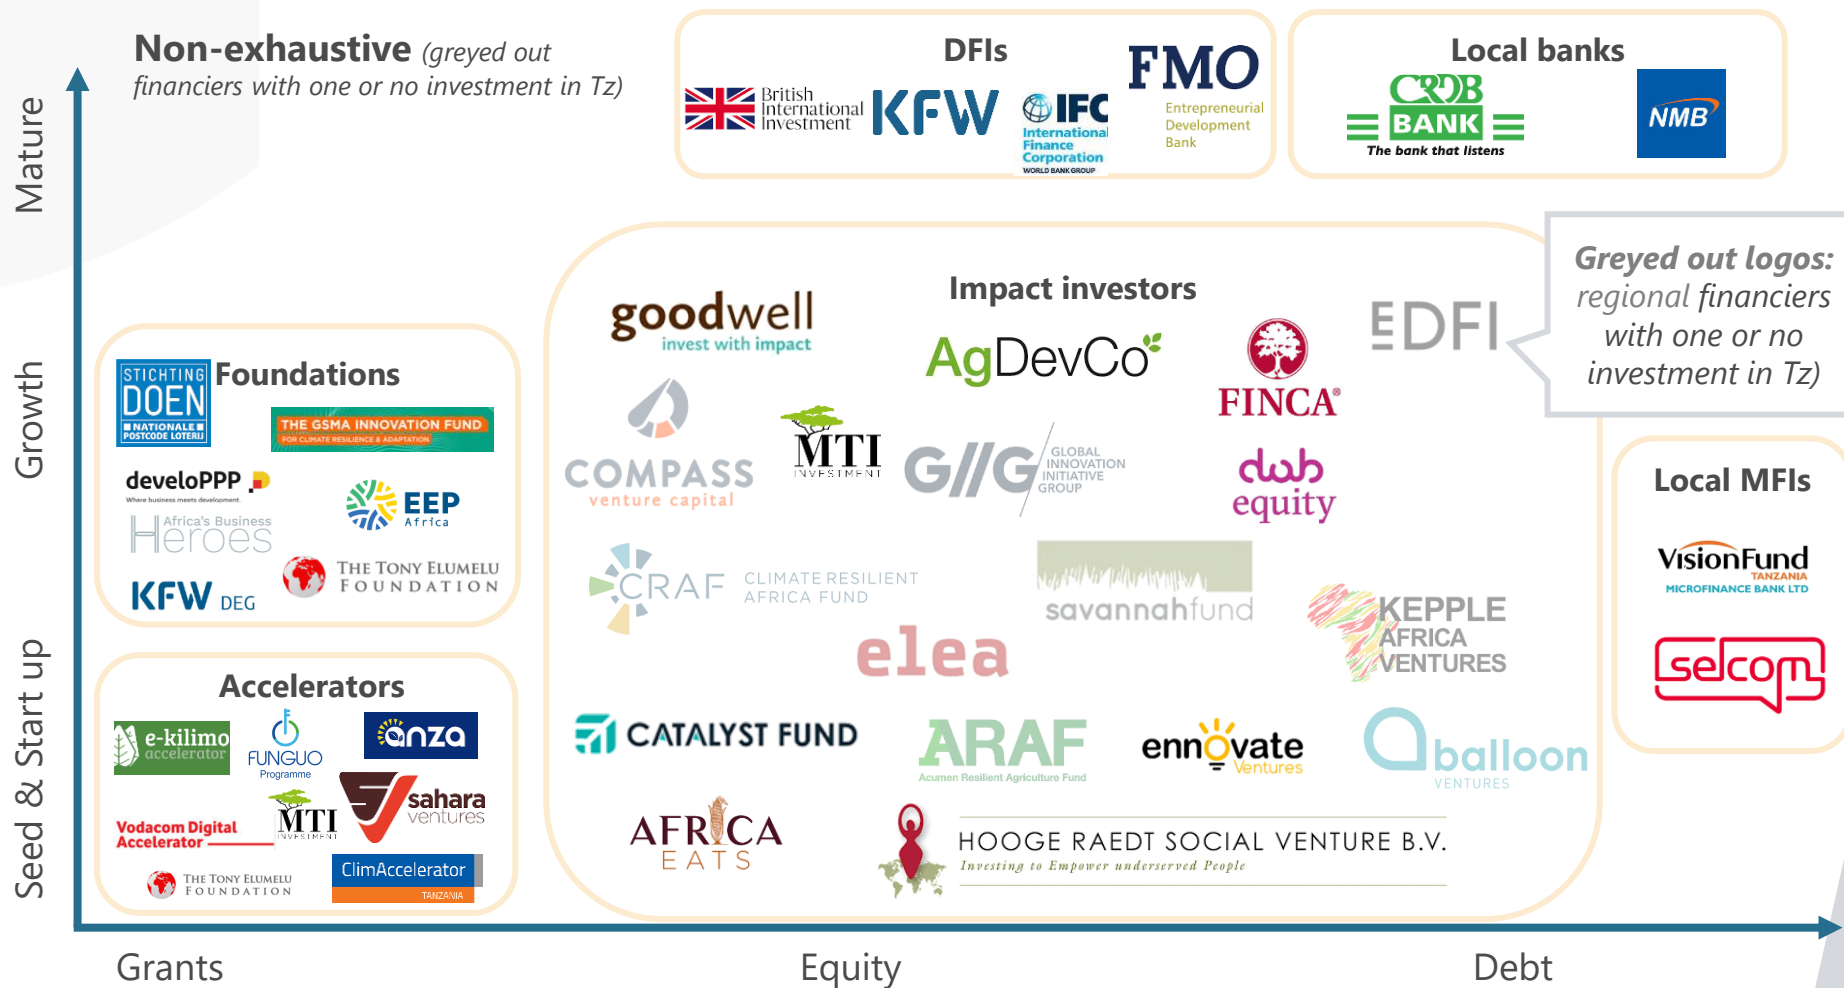 Non-exhaustive (greyed out
financiers with one or no investment in Tz)
Mature
Growth
Seed & Start up
DFIs
British
International
Investment
KFW
IFC
International
Finance
Corporation
WORLD BANK GROUP
FMO
Entrepreneurial
Development
Bank
Local banks
CRDB
BANK
The bank that listens
NMB
Greyed out logos:
regional financiers
with one or no
investment in Tz)
Impact investors
goodwell
invest with impact
AgDevCo
FINCA®
EDFI
COMPASS
venture capital
MTI
INVESTMENT
G//G
GLOBAL
INNOVATION
INITIATIVE
GROUP
dob
equity
CRAF
CLIMATE RESILIENT
AFRICA FUND
savannahfund
KEPPLE
AFRICA
VENTURES
elea
CATALYST FUND
ARAF
Acumen Resilient Agriculture Fund
ennovate
Ventures
balloon
VENTURES
AFRICA
EATS
HOOGE RAEDT SOCIAL VENTURE B.V.
Investing to Empower underserved People
Foundations
STICHTING
DOEN
NATIONALE
POSTCODE LOTERIJ
THE GSMA INNOVATION FUND
FOR CLIMATE RESILIENCE & ADAPTATION
develoPPP
Where business meets development.
EEP
Africa
Africa's Business
Heroes
THE TONY ELUMELU
FOUNDATION
KFW DEG
Accelerators
e-kilimo
accelerator
FUNGUO
Programme
anza
MTI
INVESTMENT
sahara
ventures
Vodacom Digital
Accelerator
THE TONY ELUMELU
FOUNDATION
ClimAccelerator
TANZANIA
Local MFIs
VisionFund
TANZANIA
MICROFINANCE BANK LTD
selcom
Grants
Equity
Debt